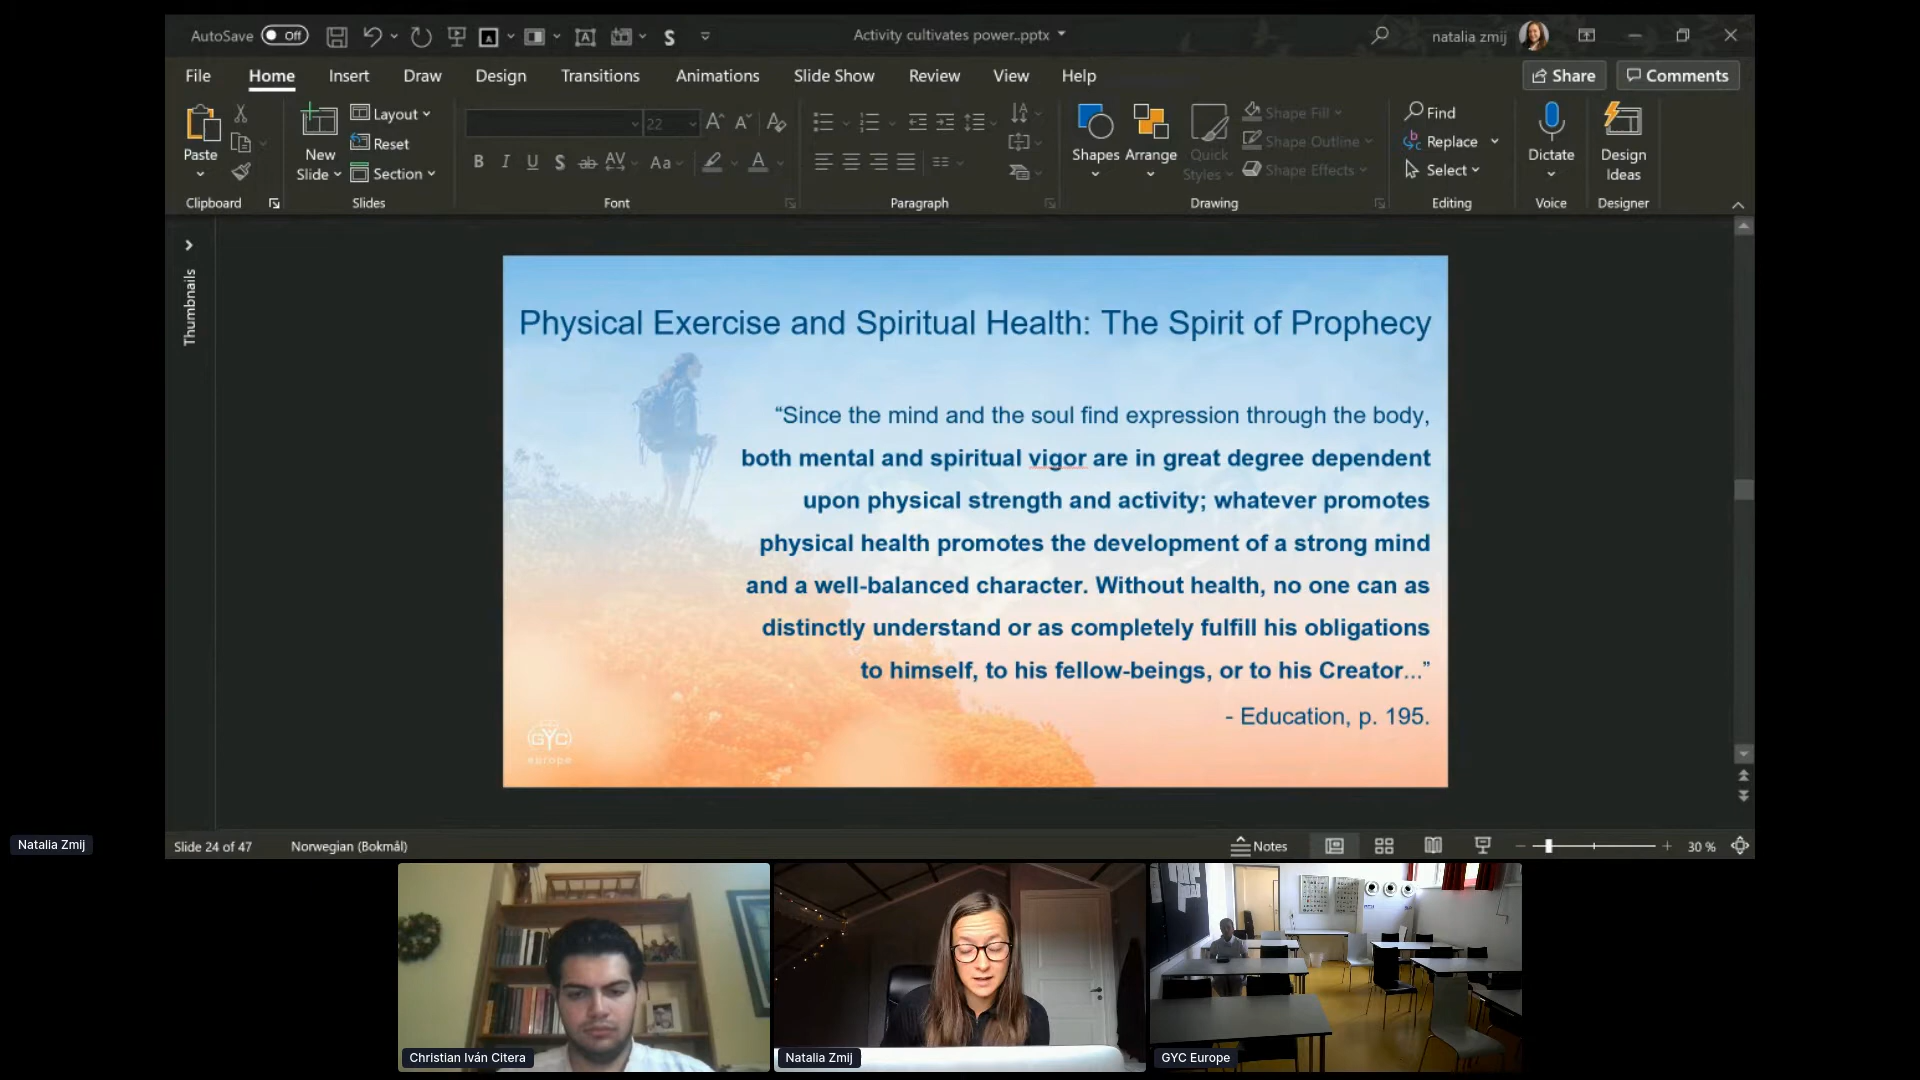 AutoSave Off
Activity cultivates power..pptx
natalia zmij
File Home Insert Draw Design Transitions Animations Slide Show Review View Help
Share Comments
Paste
Clipboard
New Slide
Layout
Reset
Section
Slides
22
B I U S ab AV Aa A
Font
Paragraph
Shapes
Arrange
Quick Styles
Shape Fill
Shape Outline
Shape Effects
Drawing
Find
Replace
Select
Editing
Dictate
Voice
Design Ideas
Designer
Thumbnails
Physical Exercise and Spiritual Health: The Spirit of Prophecy
“Since the mind and the soul find expression through the body,
both mental and spiritual vigor are in great degree dependent
upon physical strength and activity; whatever promotes
physical health promotes the development of a strong mind
and a well-balanced character. Without health, no one can as
distinctly understand or as completely fulfill his obligations
to himself, to his fellow-beings, or to his Creator...”
- Education, p. 195.
GYC
europe
Slide 24 of 47
Norwegian (Bokmål)
Notes
30 %
Natalia Zmij
Christian Iván Citera
Natalia Zmij
GYC Europe